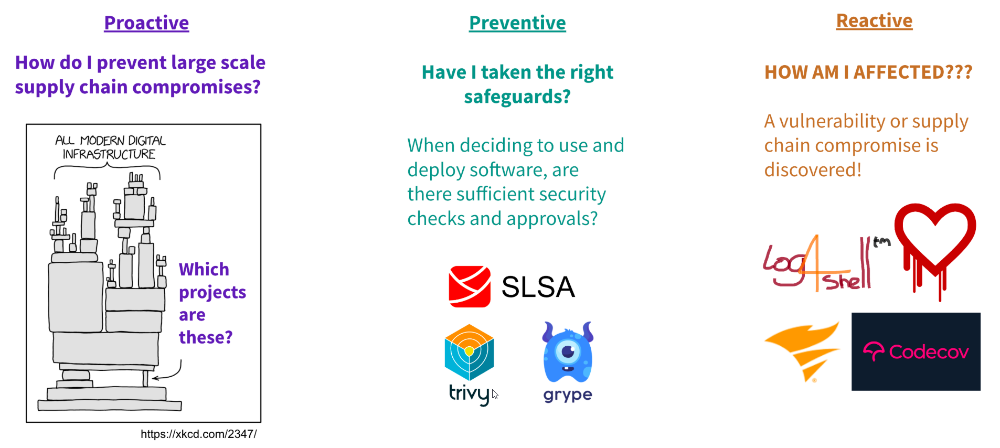 Proactive
How do I prevent large scale
supply chain compromises?
ALL MODERN DIGITAL
INFRASTRUCTURE
Which
projects
are
these?
https://xkcd.com/2347/
Preventive
Have I taken the right
safeguards?
When deciding to use and
deploy software, are
there sufficient security
checks and approvals?
SLSA
trivy
grype
Reactive
HOW AM I AFFECTED???
A vulnerability or supply
chain compromise is
discovered!
Log4Shell™
®
Codecov